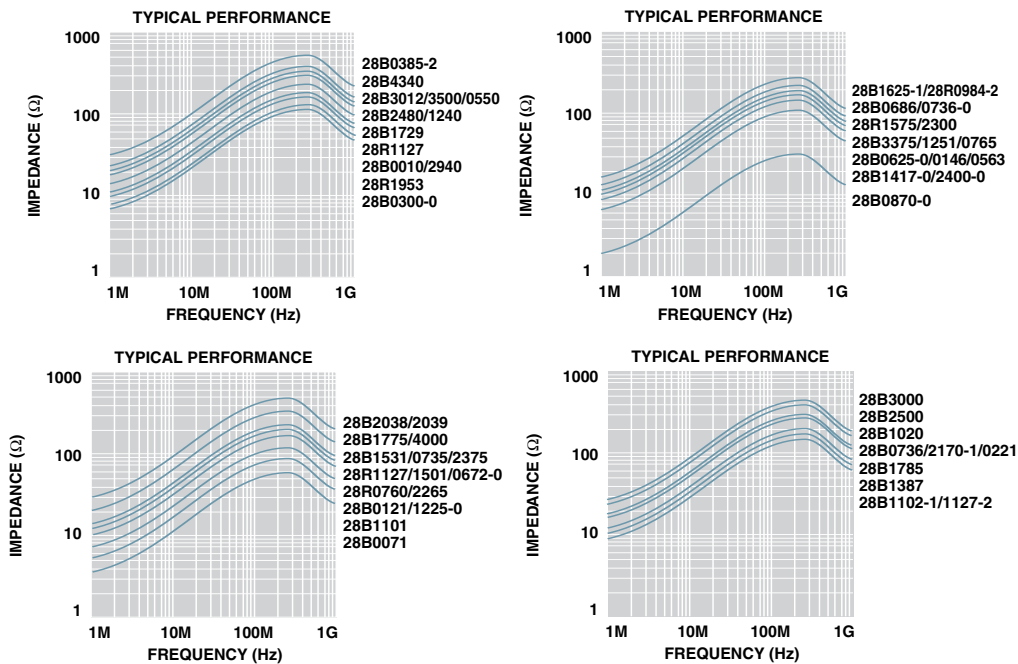 TYPICAL PERFORMANCE
1000
100
10
1
IMPEDANCE (Ω)
28B0385-2
28B4340
28B3012/3500/0550
28B2480/1240
28B1729
28R1127
28B0010/2940
28R1953
28B0300-0
1M 10M 100M 1G
FREQUENCY (Hz)
TYPICAL PERFORMANCE
1000
100
10
1
IMPEDANCE (Ω)
28B1625-1/28R0984-2
28B0686/0736-0
28R1575/2300
28B3375/1251/0765
28B0625-0/0146/0563
28B1417-0/2400-0
28B0870-0
1M 10M 100M 1G
FREQUENCY (Hz)
TYPICAL PERFORMANCE
1000
100
10
1
IMPEDANCE (Ω)
28B2038/2039
28B1775/4000
28B1531/0735/2375
28R1127/1501/0672-0
28R0760/2265
28B0121/1225-0
28B1101
28B0071
1M 10M 100M 1G
FREQUENCY (Hz)
TYPICAL PERFORMANCE
1000
100
10
1
IMPEDANCE (Ω)
28B3000
28B2500
28B1020
28B0736/2170-1/0221
28B1785
28B1387
28B1102-1/1127-2
1M 10M 100M 1G
FREQUENCY (Hz)